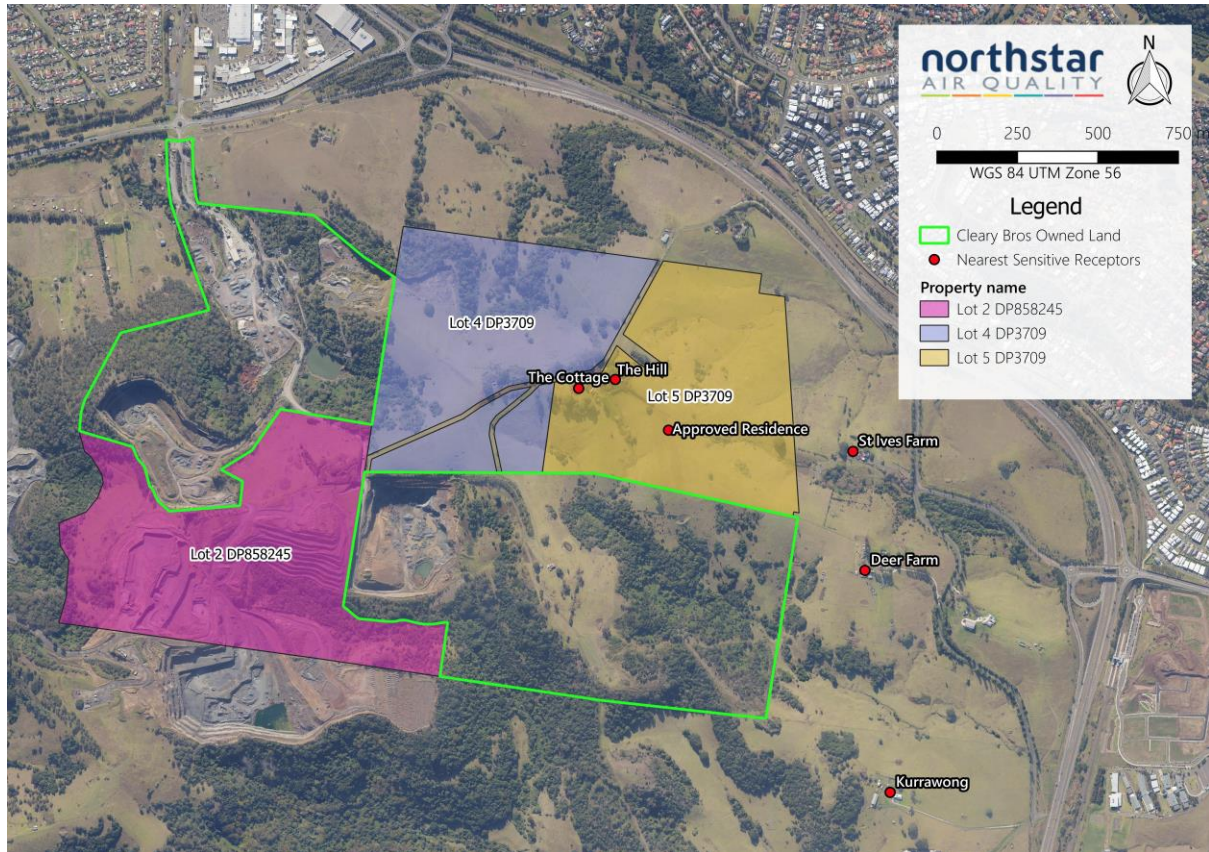 northstar
AIR QUALITY
N
0 250 500 750 m
WGS 84 UTM Zone 56
Legend
Cleary Bros Owned Land
Nearest Sensitive Receptors
Property name
Lot 2 DP858245
Lot 4 DP3709
Lot 5 DP3709
Lot 4 DP3709
The Cottage
The Hill
Lot 5 DP3709
Approved Residence
St Ives Farm
Lot 2 DP858245
Deer Farm
Kurrawong